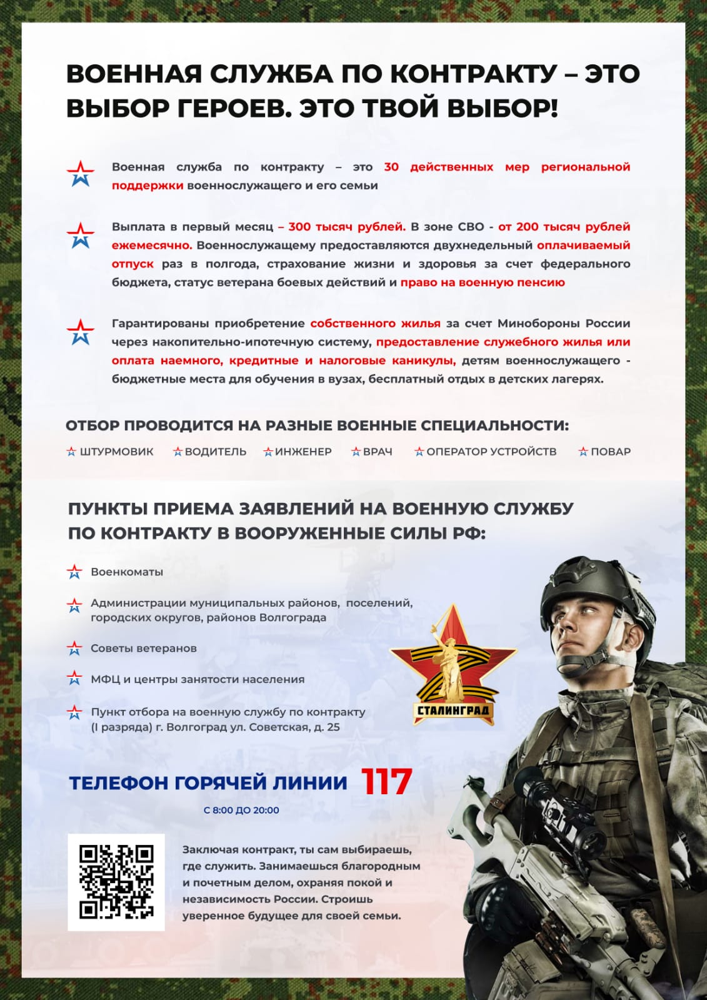 ВОЕННАЯ СЛУЖБА ПО КОНТРАКТУ – ЭТО
ВЫБОР ГЕРОЕВ. ЭТО ТВОЙ ВЫБОР!
Военная служба по контракту – это 30 действенных мер региональной
поддержки военнослужащего и его семьи
Выплата в первый месяц – 300 тысяч рублей. В зоне СВО - от 200 тысяч рублей
ежемесячно. Военнослужащему предоставляются двухнедельный оплачиваемый
отпуск раз в полгода, страхование жизни и здоровья за счет федерального
бюджета, статус ветерана боевых действий и право на военную пенсию
Гарантированы приобретение собственного жилья за счет Минобороны России
через накопительно-ипотечную систему, предоставление служебного жилья или
оплата наемного, кредитные и налоговые каникулы, детям военнослужащего -
бюджетные места для обучения в вузах, бесплатный отдых в детских лагерях.
ОТБОР ПРОВОДИТСЯ НА РАЗНЫЕ ВОЕННЫЕ СПЕЦИАЛЬНОСТИ:
ШТУРМОВИК ВОДИТЕЛЬ ИНЖЕНЕР ВРАЧ ОПЕРАТОР УСТРОЙСТВ ПОВАР
ПУНКТЫ ПРИЕМА ЗАЯВЛЕНИЙ НА ВОЕННУЮ СЛУЖБУ
ПО КОНТРАКТУ В ВООРУЖЕННЫЕ СИЛЫ РФ:
Военкоматы
Администрации муниципальных районов, поселений,
городских округов, районов Волгограда
Советы ветеранов
МФЦ и центры занятости населения
Пункт отбора на военную службу по контракту
(I разряда) г. Волгоград ул. Советская, д. 25
СТАЛИНГРАД
ТЕЛЕФОН ГОРЯЧЕЙ ЛИНИИ 117
С 8:00 ДО 20:00
Заключая контракт, ты сам выбираешь,
где служить. Занимаешься благородным
и почетным делом, охраняя покой и
независимость России. Строишь
уверенное будущее для своей семьи.